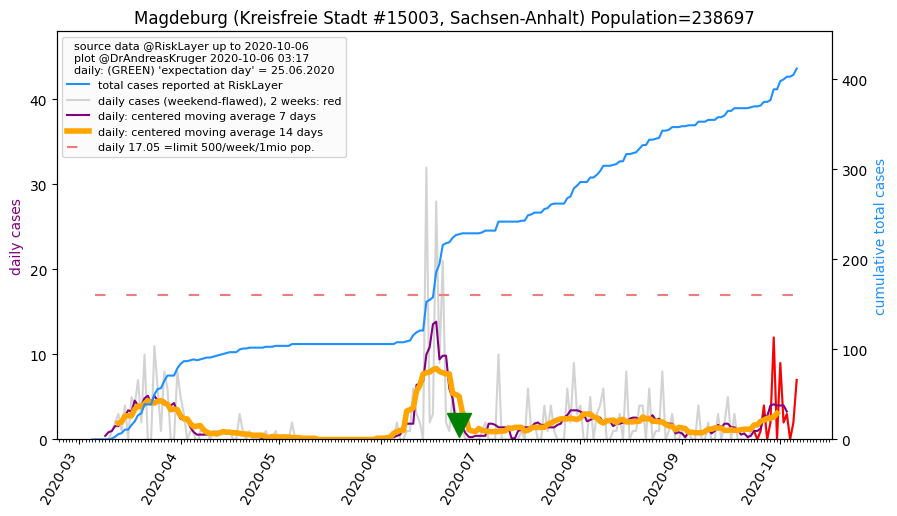 Magdeburg (Kreisfreie Stadt #15003, Sachsen-Anhalt) Population=238697
source data @RiskLayer up to 2020-10-06
plot @DrAndreasKruger 2020-10-06 03:17
daily: (GREEN) 'expectation day' = 25.06.2020
total cases reported at RiskLayer
daily cases (weekend-flawed), 2 weeks: red
daily: centered moving average 7 days
daily: centered moving average 14 days
daily 17.05 =limit 500/week/1mio pop.
daily cases
40
30
20
10
0
cumulative total cases
400
300
200
100
0
2020-03
2020-04
2020-05
2020-06
2020-07
2020-08
2020-09
2020-10